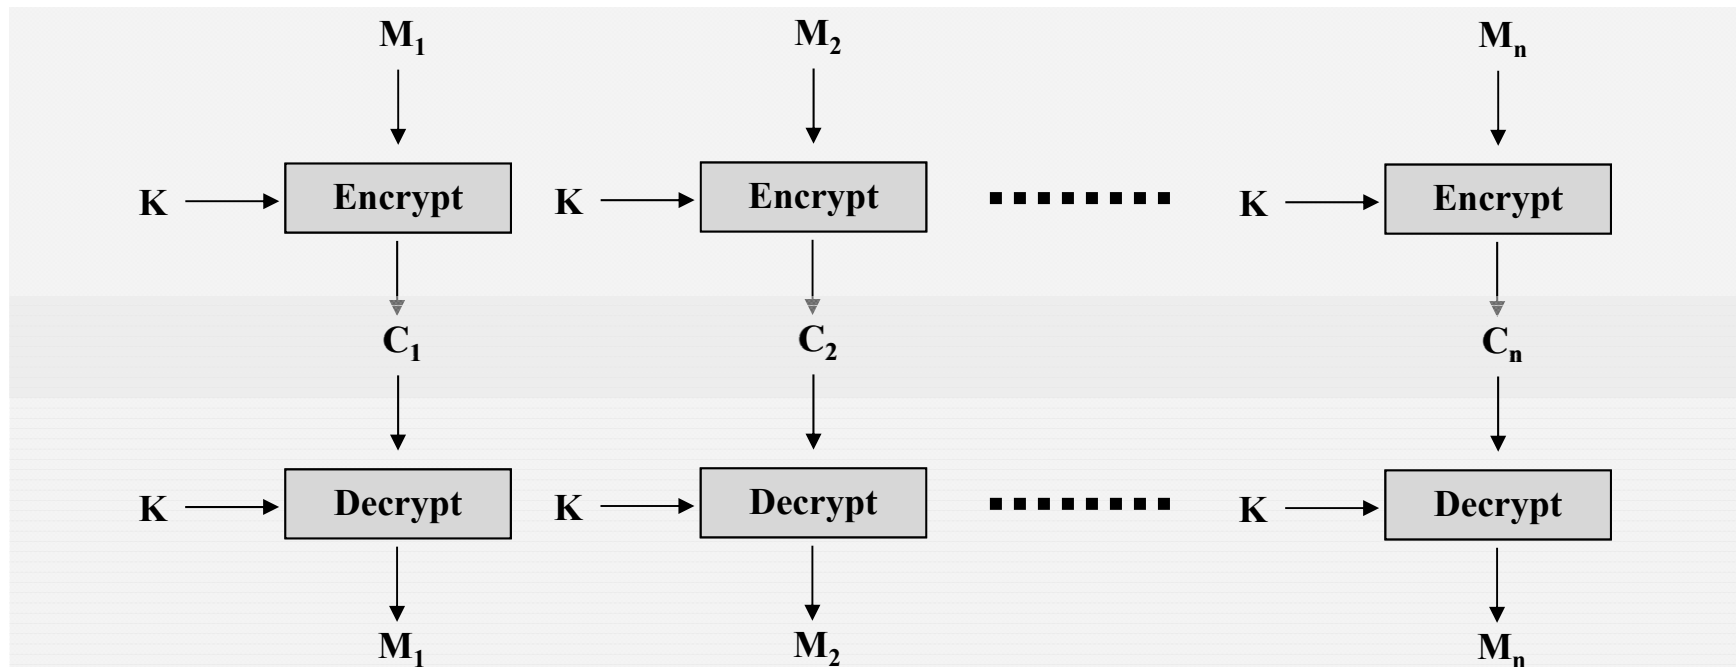 M₁ M₂ Mₙ
K Encrypt K Encrypt K Encrypt
C₁ C₂ Cₙ
K Decrypt K Decrypt K Decrypt
M₁ M₂ Mₙ